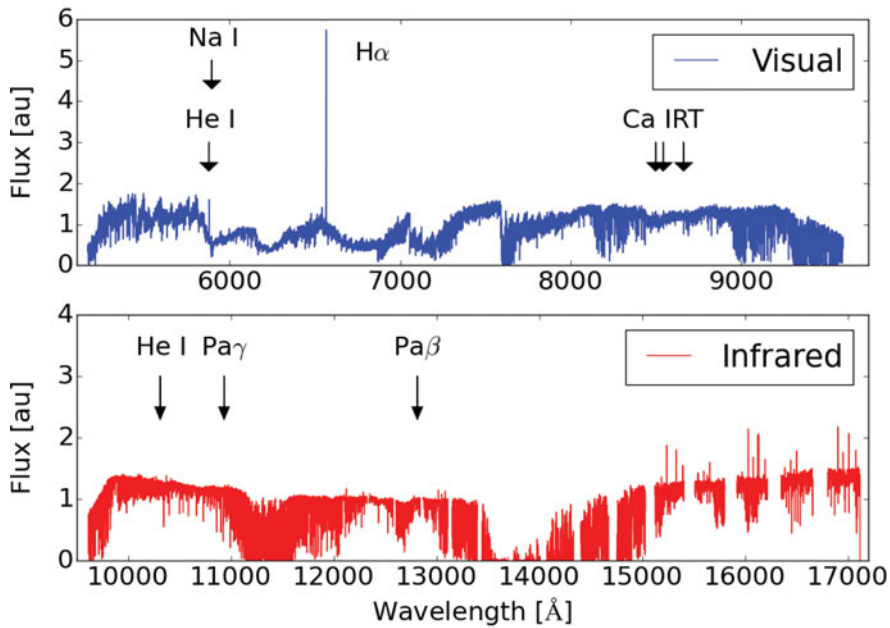 6
5
4
3
2
1
0
Flux [au]
Na I
He I
Hα
Ca IRT
Visual
6000 7000 8000 9000
4
3
2
1
0
Flux [au]
He I Paγ Paβ
Infrared
10000 11000 12000 13000 14000 15000 16000 17000
Wavelength [Å]